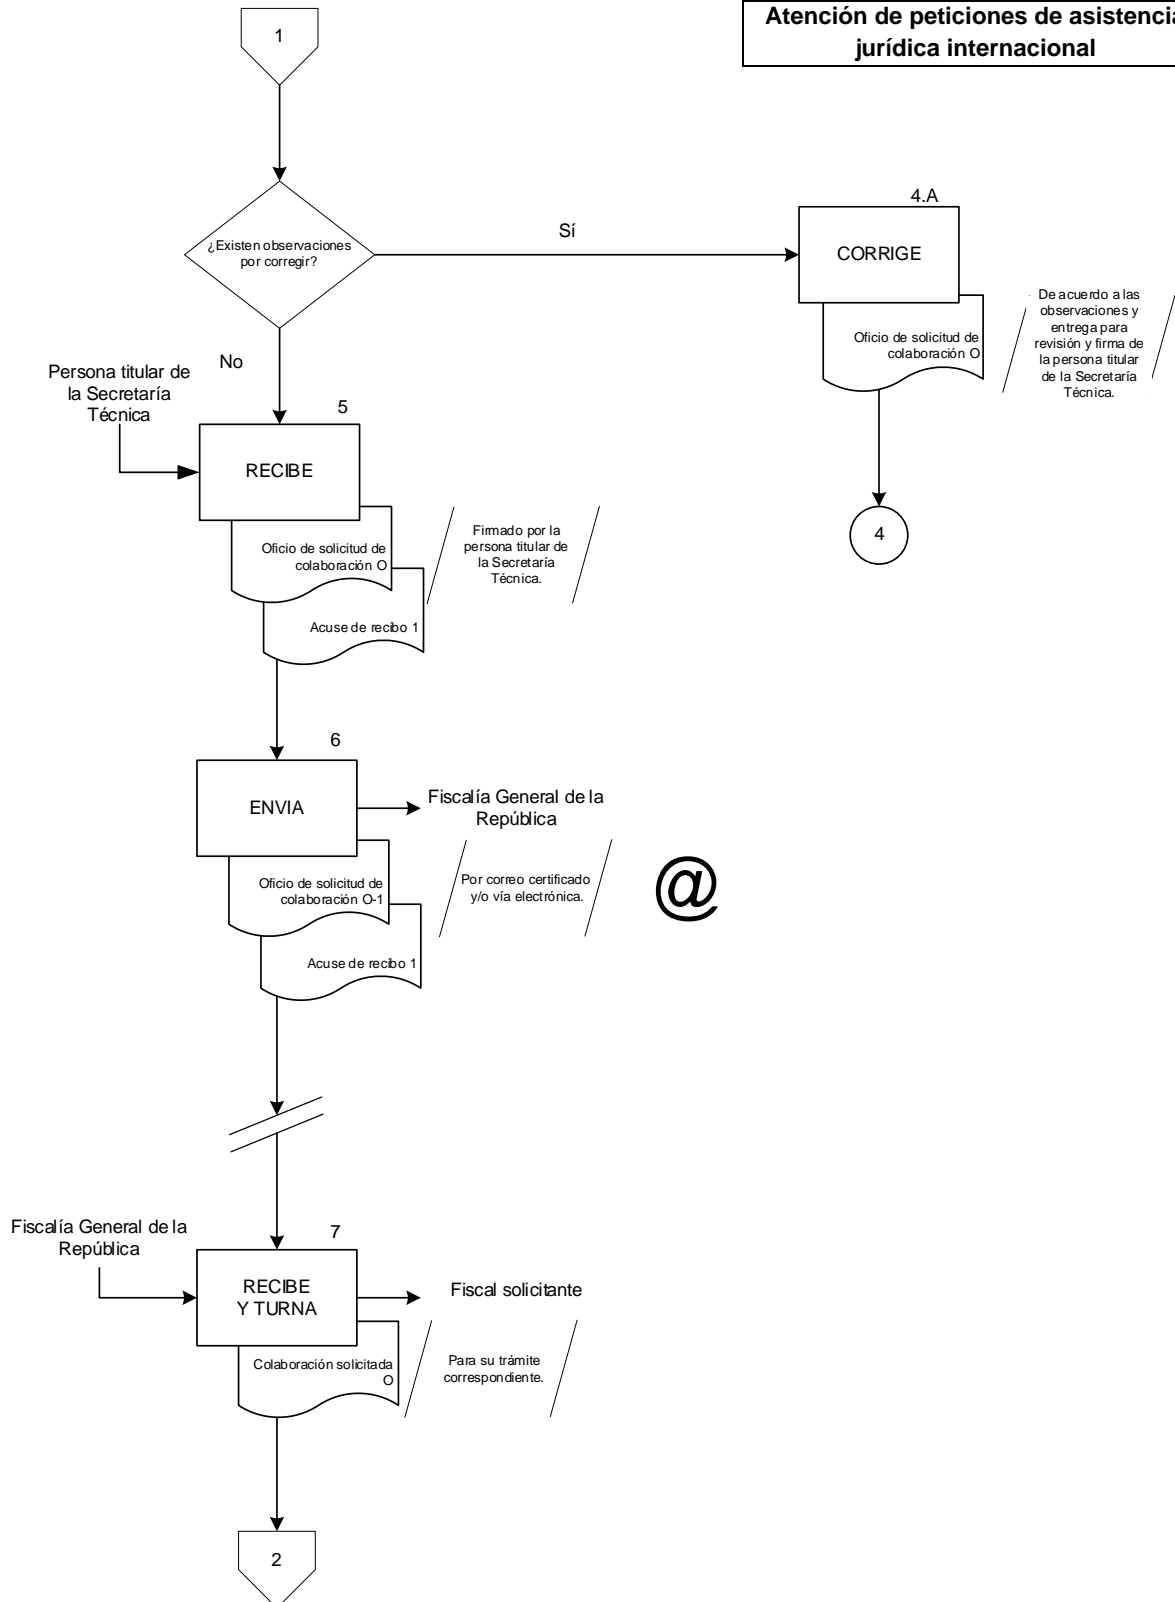 Atención de peticiones de asistencia
jurídica internacional
1
¿Existen observaciones
por corregir?
Sí
4.A
CORRIGE
Oficio de solicitud de
colaboración O
De acuerdo a las
observaciones y
entrega para
revisión y firma de
la persona titular
de la Secretaría
Técnica.
4
No
Persona titular de
la Secretaría
Técnica
5
RECIBE
Oficio de solicitud de
colaboración O
Acuse de recibo 1
Firmado por la
persona titular de
la Secretaría
Técnica.
6
ENVIA
Fiscalía General de la
República
Oficio de solicitud de
colaboración O-1
Acuse de recibo 1
Por correo certificado
y/o vía electrónica.
@
Fiscalía General de la
República
7
RECIBE
Y TURNA
Fiscal solicitante
Colaboración solicitada
O
Para su trámite
correspondiente.
2